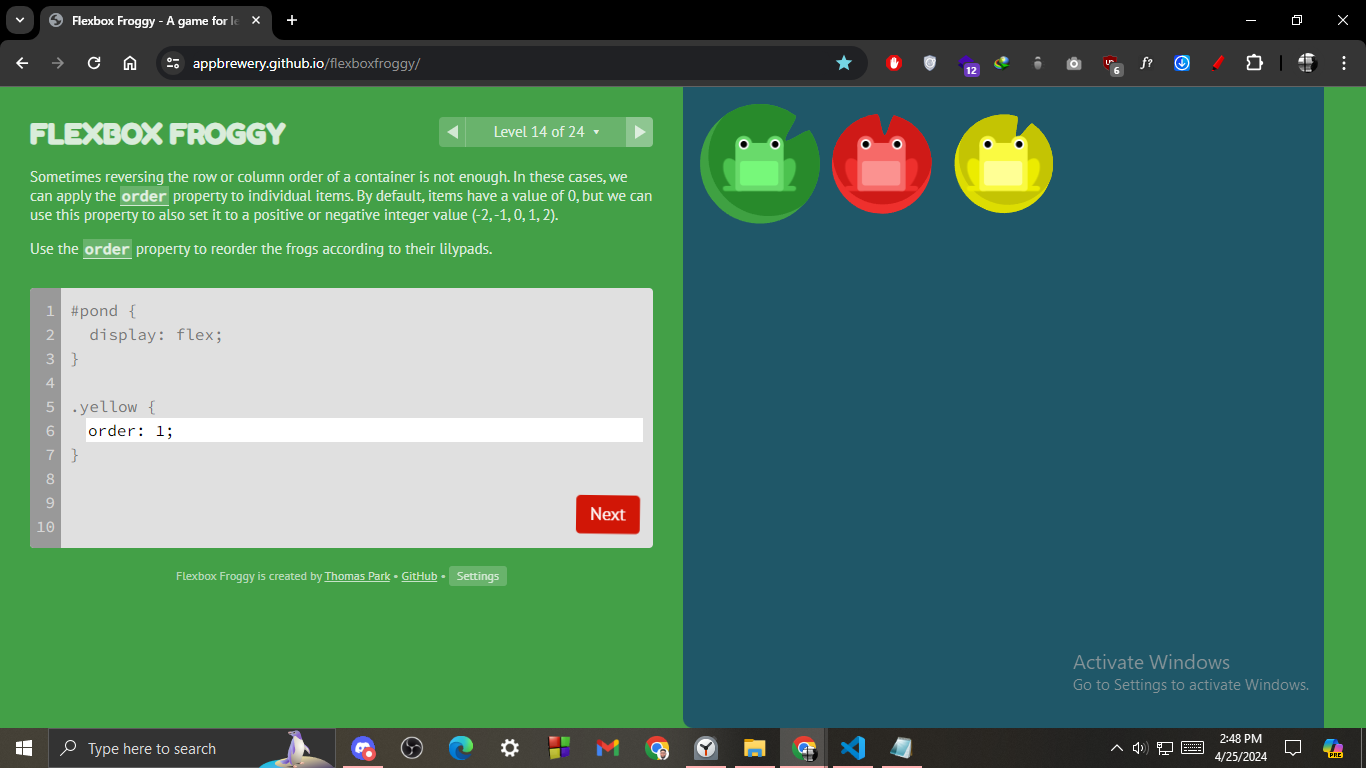 Flexbox Froggy - A game for le
appbrewery.github.io/flexboxfroggy/
12
6
f?
FLEXBOX FROGGY
Level 14 of 24
Sometimes reversing the row or column order of a container is not enough. In these cases, we
can apply the order property to individual items. By default, items have a value of 0, but we can
use this property to also set it to a positive or negative integer value (-2, -1, 0, 1, 2).
Use the order property to reorder the frogs according to their lilypads.
1 #pond {
2 display: flex;
3 }
4
5 .yellow {
6 order: 1;
7 }
8
9
10
Next
Flexbox Froggy is created by Thomas Park • GitHub • Settings
Activate Windows
Go to Settings to activate Windows.
Type here to search
2:48 PM
4/25/2024
PRE